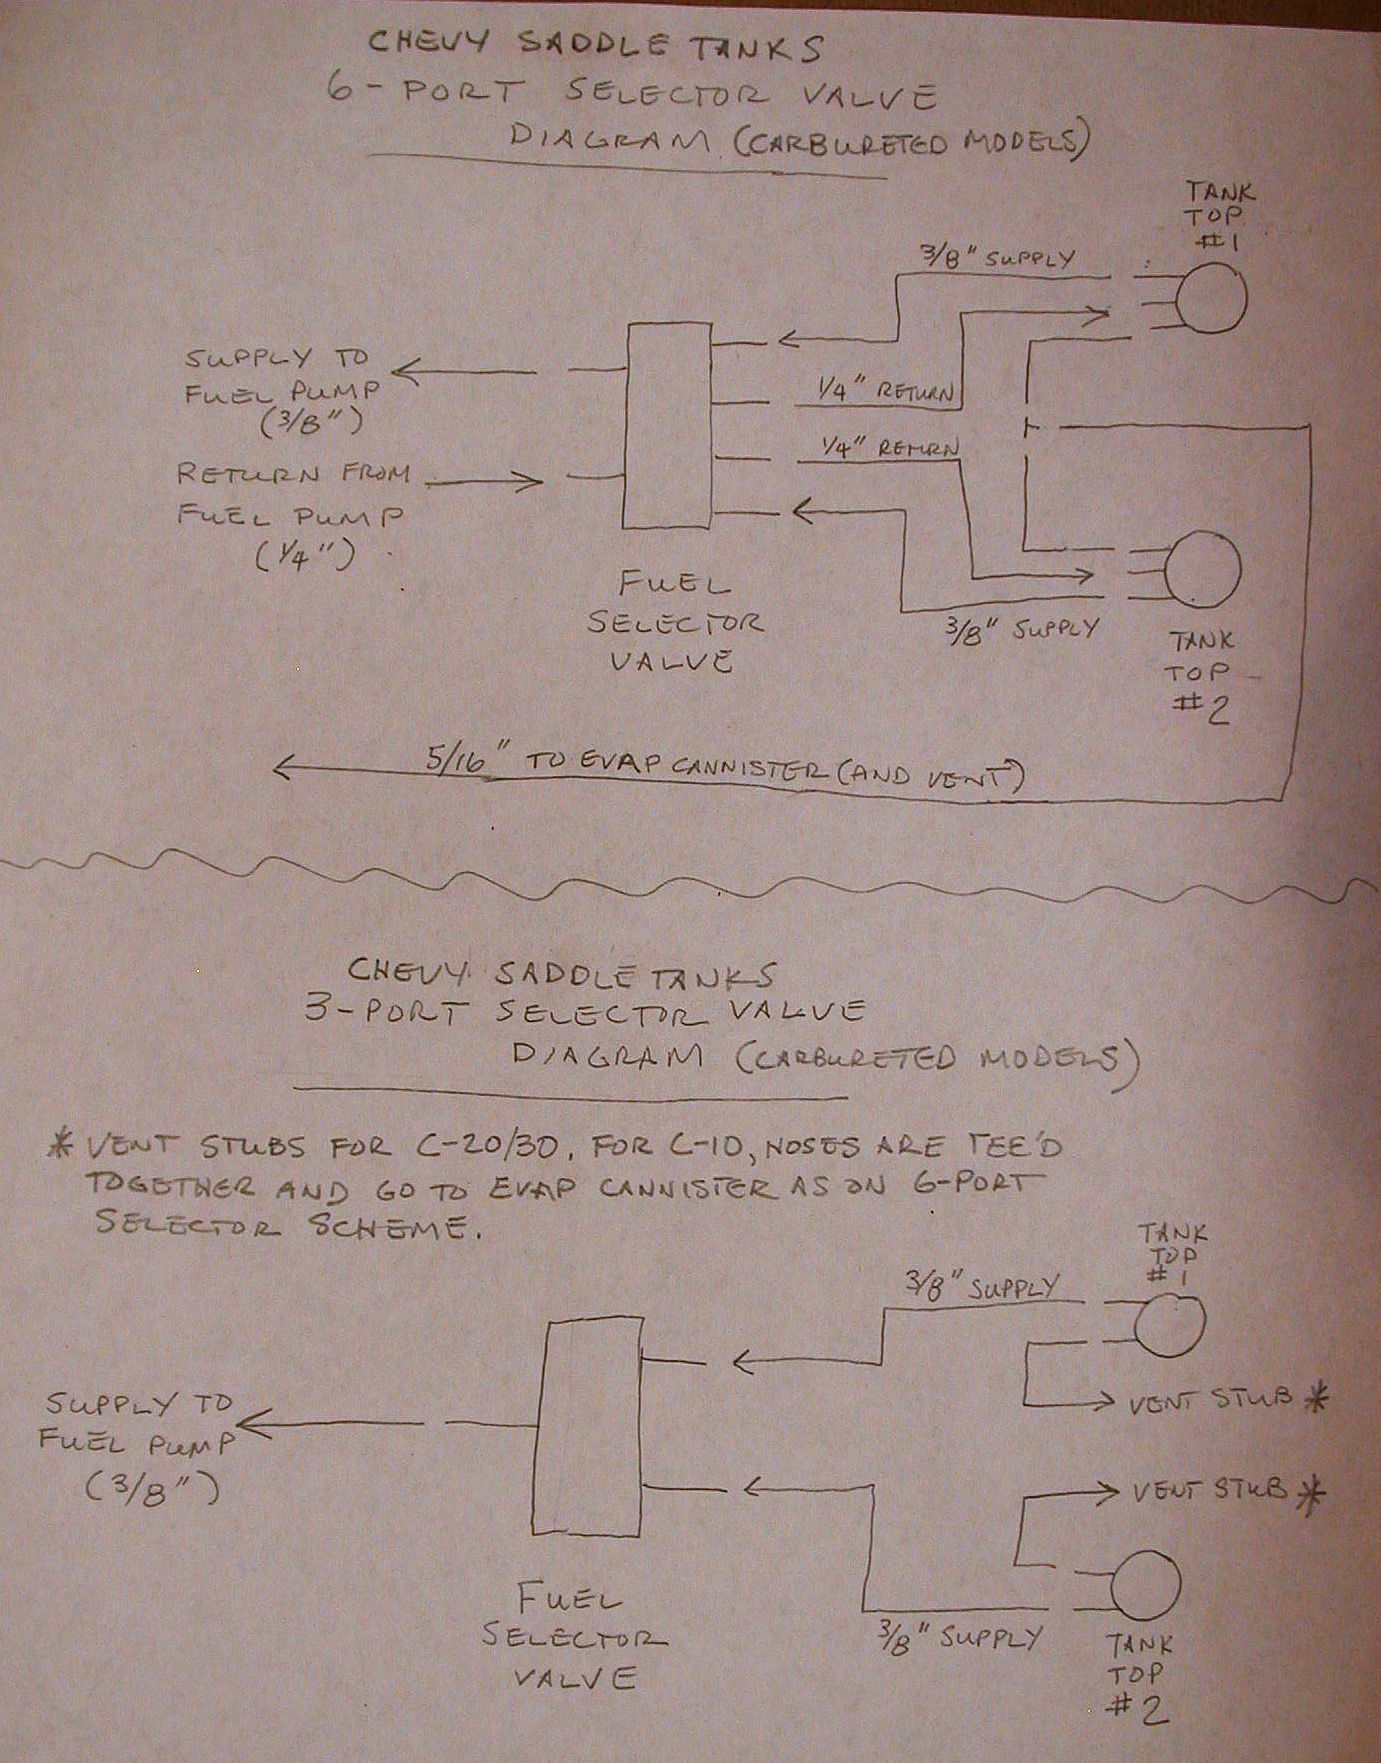 CHEVY SADDLE TANKS
6-PORT SELECTOR VALVE
DIAGRAM (CARBURETED MODELS)
TANK
TOP
#1
3/8" SUPPLY
SUPPLY TO
FUEL PUMP
(3/8")
1/4" RETURN
1/4" RETURN
RETURN FROM
FUEL PUMP
(1/4")
FUEL
SELECTOR
VALVE
3/8" SUPPLY
TANK
TOP
#2
5/16" TO EVAP CANNISTER (AND VENT)
CHEVY SADDLE TANKS
3-PORT SELECTOR VALVE
DIAGRAM (CARBURETED MODELS)
* VENT STUBS FOR C-20/30. FOR C-10, NOSES ARE TEE'D
TOGETHER AND GO TO EVAP CANNISTER AS ON 6-PORT
SELECTOR SCHEME.
TANK
TOP
#1
3/8" SUPPLY
SUPPLY TO
FUEL PUMP
(3/8")
VENT STUB *
VENT STUB *
FUEL
SELECTOR
VALVE
3/8" SUPPLY
TANK
TOP
#2